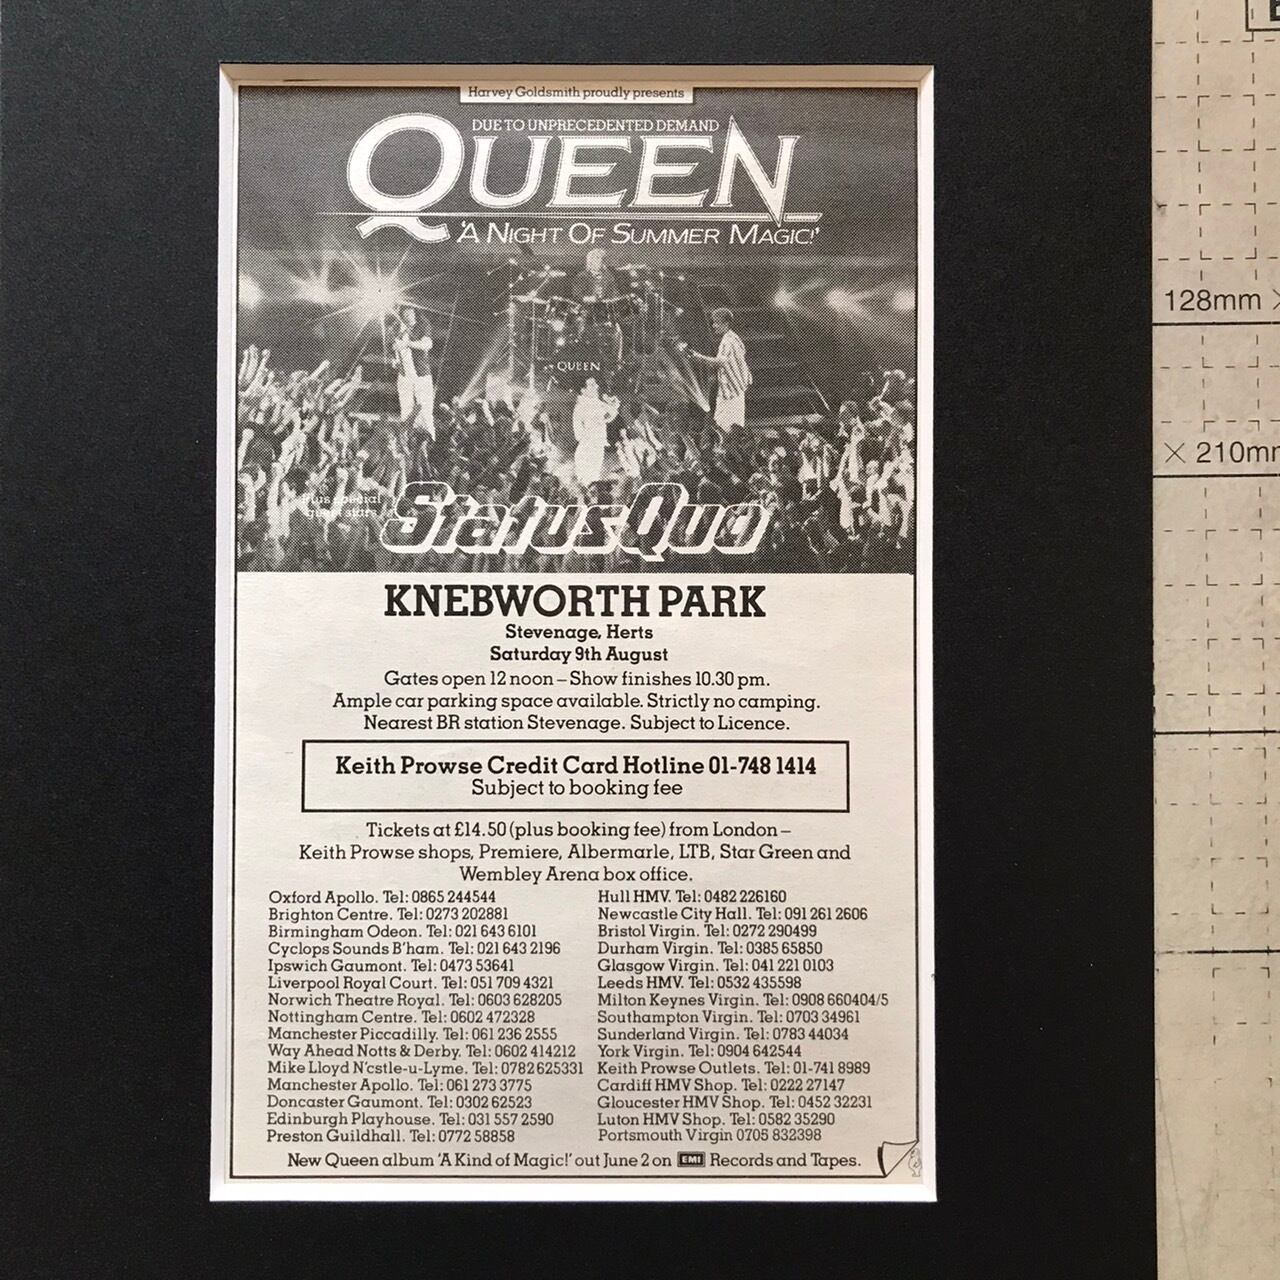 Harvey Goldsmith proudly presents
DUE TO UNPRECEDENTED DEMAND
QUEEN
'A NIGHT OF SUMMER MAGIC!'
QUEEN
Plus special
guest stars
Status Quo
KNEBWORTH PARK
Stevenage, Herts
Saturday 9th August
Gates open 12 noon – Show finishes 10.30 pm.
Ample car parking space available. Strictly no camping.
Nearest BR station Stevenage. Subject to Licence.
Keith Prowse Credit Card Hotline 01-748 1414
Subject to booking fee
Tickets at £14.50 (plus booking fee) from London –
Keith Prowse shops, Premiere, Albermarle, LTB, Star Green and
Wembley Arena box office.
Oxford Apollo. Tel: 0865 244544
Brighton Centre. Tel: 0273 202881
Birmingham Odeon. Tel: 021 643 6101
Cyclops Sounds B'ham. Tel: 021 643 2196
Ipswich Gaumont. Tel: 0473 53641
Liverpool Royal Court. Tel: 051 709 4321
Norwich Theatre Royal. Tel: 0603 628205
Nottingham Centre. Tel: 0602 472328
Manchester Piccadilly. Tel: 061 236 2555
Way Ahead Notts & Derby. Tel: 0602 414212
Mike Lloyd N'cstle-u-Lyme. Tel: 0782 625331
Manchester Apollo. Tel: 061 273 3775
Doncaster Gaumont. Tel: 0302 62523
Edinburgh Playhouse. Tel: 031 557 2590
Preston Guildhall. Tel: 0772 58858
Hull HMV. Tel: 0482 226160
Newcastle City Hall. Tel: 091 261 2606
Bristol Virgin. Tel: 0272 290499
Durham Virgin. Tel: 0385 65850
Glasgow Virgin. Tel: 041 221 0103
Leeds HMV. Tel: 0532 435598
Milton Keynes Virgin. Tel: 0908 660404/5
Southampton Virgin. Tel: 0703 34961
Sunderland Virgin. Tel: 0783 44034
York Virgin. Tel: 0904 642544
Keith Prowse Outlets. Tel: 01-741 8989
Cardiff HMV Shop. Tel: 0222 27147
Gloucester HMV Shop. Tel: 0452 32231
Luton HMV Shop. Tel: 0582 35290
Portsmouth Virgin 0705 832398
New Queen album 'A Kind of Magic!' out June 2 on EMI Records and Tapes.
128mm ×
× 210mm